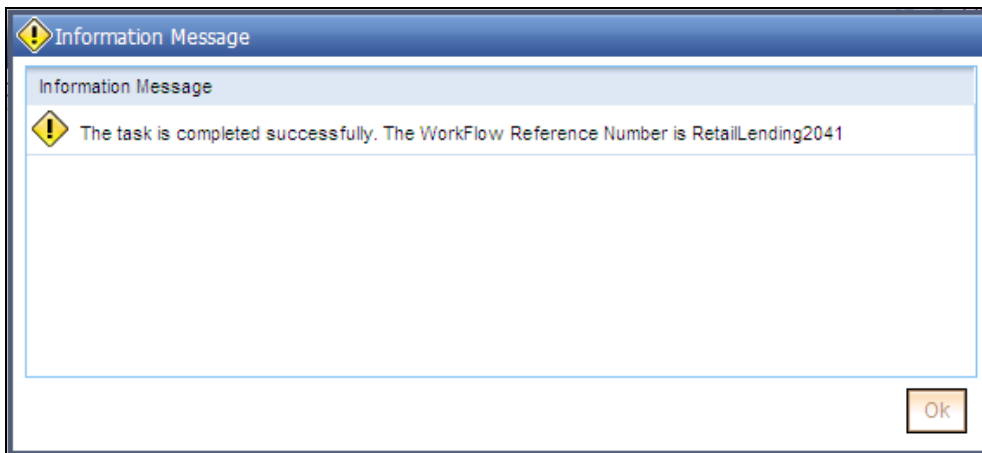 Information Message
Information Message
The task is completed successfully. The WorkFlow Reference Number is RetailLending2041
Ok